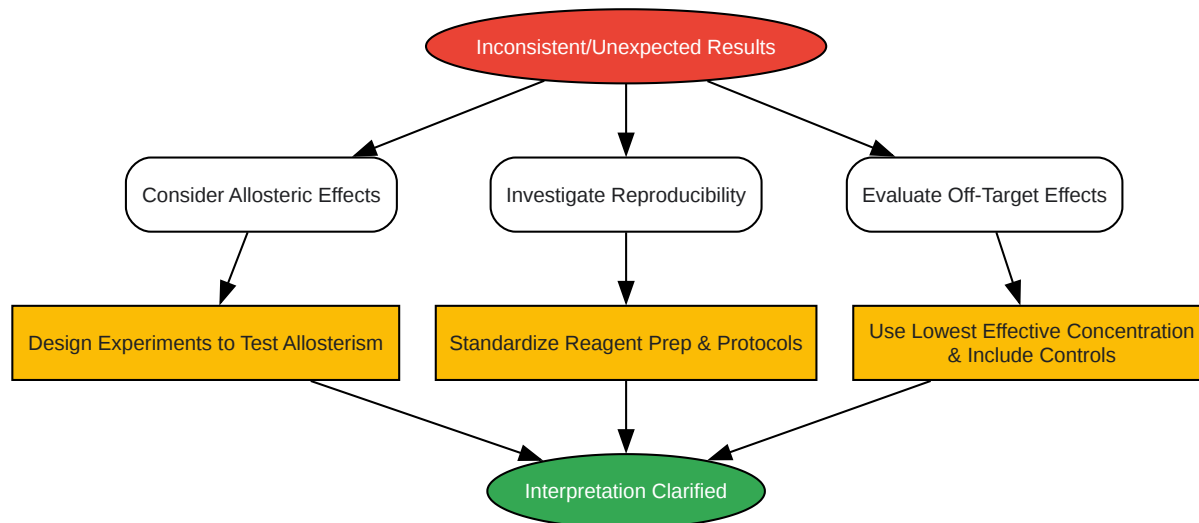 Inconsistent/Unexpected Results
Consider Allosteric Effects
Investigate Reproducibility
Evaluate Off-Target Effects
Design Experiments to Test Allosterism
Standardize Reagent Prep & Protocols
Use Lowest Effective Concentration
& Include Controls
Interpretation Clarified